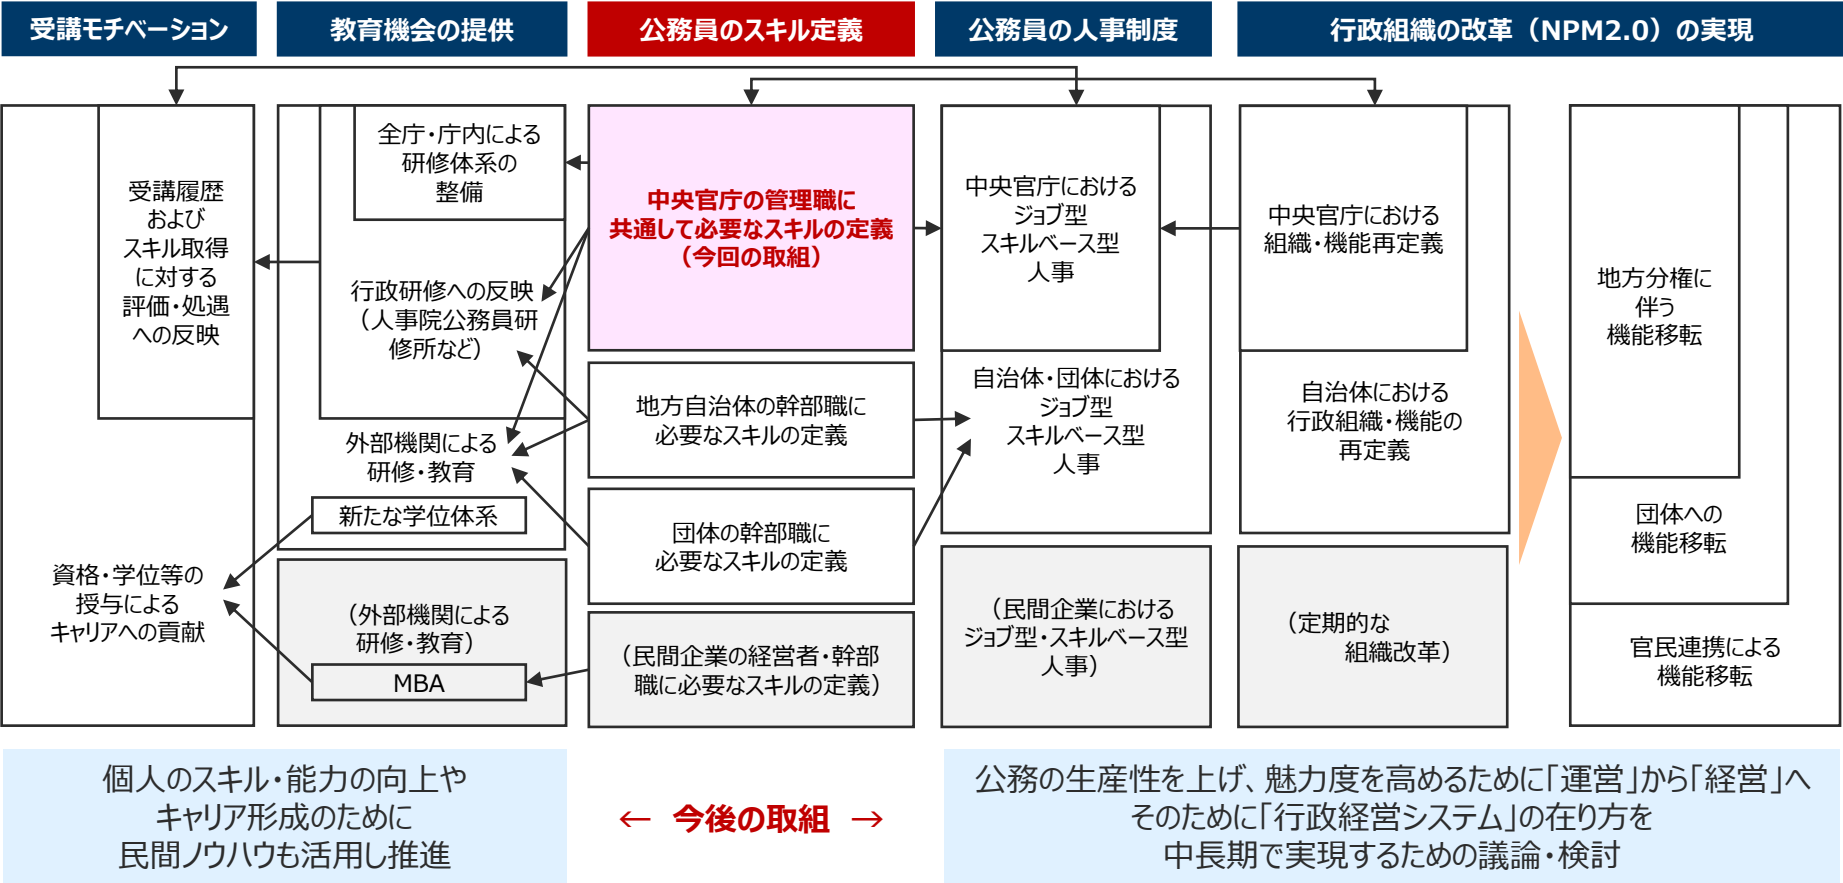 受講モチベーション
教育機会の提供
公務員のスキル定義
公務員の人事制度
行政組織の改革（NPM2.0）の実現
受講履歴
および
スキル取得
に対する
評価・処遇
への反映
資格・学位等の
授与による
キャリアへの貢献
全庁・庁内による
研修体系の
整備
行政研修への反映
（人事院公務員研
修所など）
外部機関による
研修・教育
新たな学位体系
（外部機関による
研修・教育）
MBA
中央官庁の管理職に
共通して必要なスキルの定義
（今回の取組）
地方自治体の幹部職に
必要なスキルの定義
団体の幹部職に
必要なスキルの定義
（民間企業の経営者・幹部
職に必要なスキルの定義）
中央官庁における
ジョブ型
スキルベース型
人事
自治体・団体における
ジョブ型
スキルベース型
人事
（民間企業における
ジョブ型・スキルベース型
人事）
中央官庁における
組織・機能再定義
自治体における
行政組織・機能の
再定義
（定期的な
組織改革）
地方分権に
伴う
機能移転
団体への
機能移転
官民連携による
機能移転
個人のスキル・能力の向上や
キャリア形成のために
民間ノウハウも活用し推進
← 今後の取組 →
公務の生産性を上げ、魅力度を高めるために「運営」から「経営」へ
そのために「行政経営システム」の在り方を
中長期で実現するための議論・検討